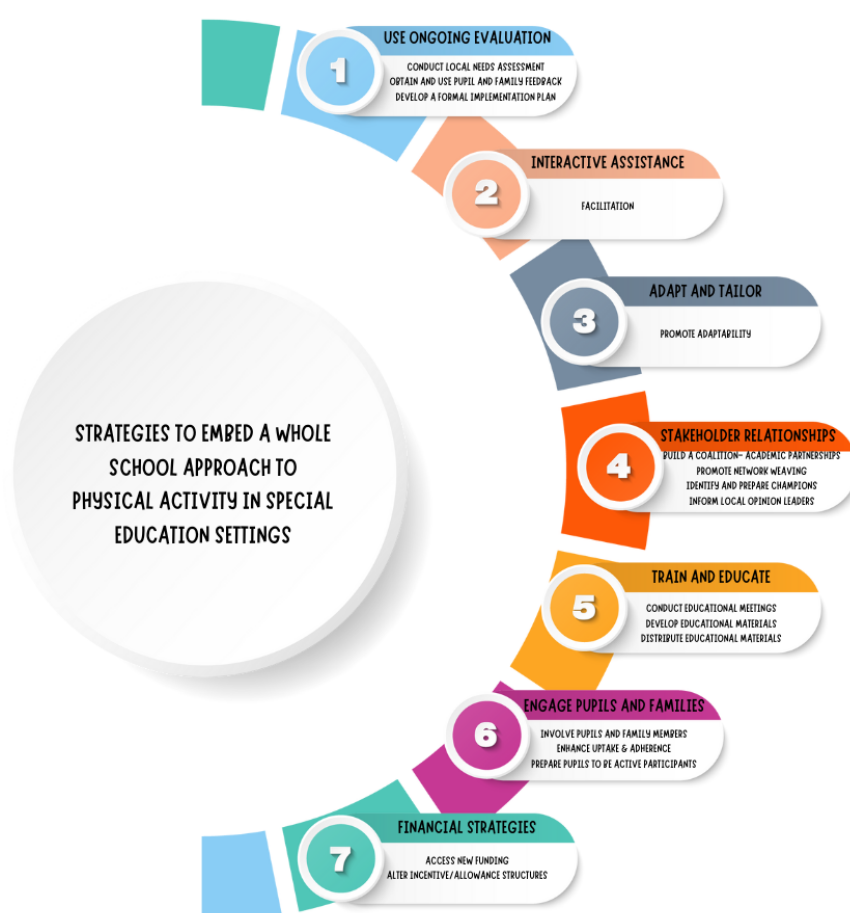 STRATEGIES TO EMBED A WHOLE
SCHOOL APPROACH TO
PHYSICAL ACTIVITY IN SPECIAL
EDUCATION SETTINGS
1
USE ONGOING EVALUATION
CONDUCT LOCAL NEEDS ASSESSMENT
OBTAIN AND USE PUPIL AND FAMILY FEEDBACK
DEVELOP A FORMAL IMPLEMENTATION PLAN
2
INTERACTIVE ASSISTANCE
FACILITATION
3
ADAPT AND TAILOR
PROMOTE ADAPTABILITY
4
STAKEHOLDER RELATIONSHIPS
BUILD A COALITION- ACADEMIC PARTNERSHIPS
PROMOTE NETWORK WEAVING
IDENTIFY AND PREPARE CHAMPIONS
INFORM LOCAL OPINION LEADERS
5
TRAIN AND EDUCATE
CONDUCT EDUCATIONAL MEETINGS
DEVELOP EDUCATIONAL MATERIALS
DISTRIBUTE EDUCATIONAL MATERIALS
6
ENGAGE PUPILS AND FAMILIES
INVOLVE PUPILS AND FAMILY MEMBERS
ENHANCE UPTAKE & ADHERENCE
PREPARE PUPILS TO BE ACTIVE PARTICIPANTS
7
FINANCIAL STRATEGIES
ACCESS NEW FUNDING
ALTER INCENTIVE/ALLOWANCE STRUCTURES